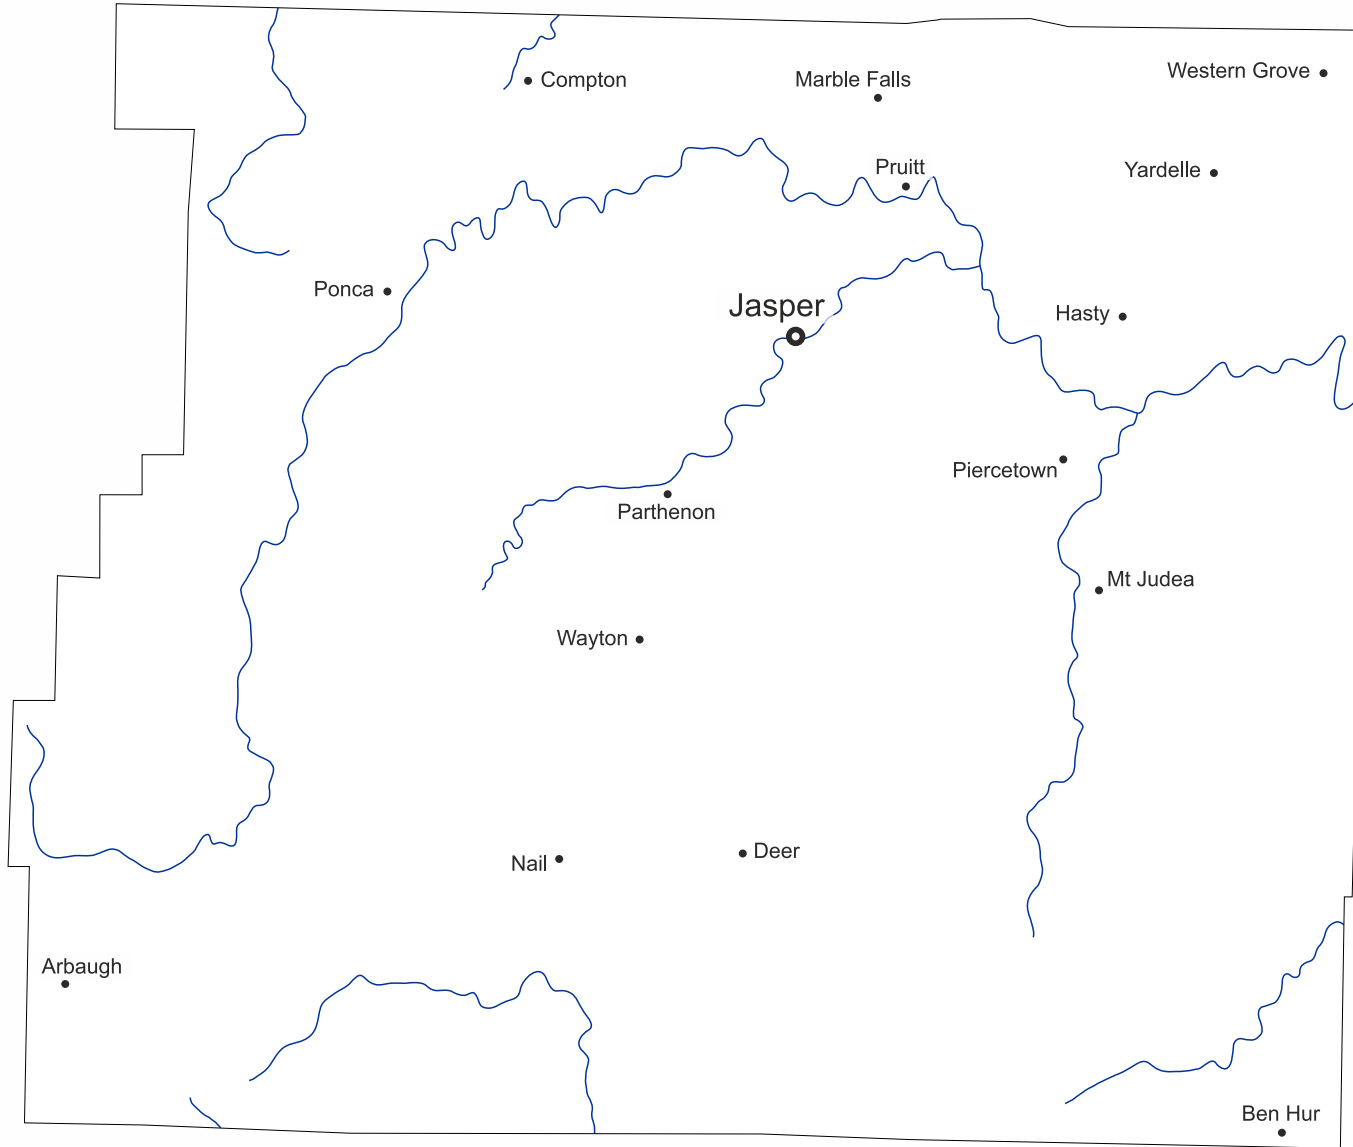 Western Grove
Compton
Marble Falls
Pruitt
Yardelle
Ponca
Jasper
Hasty
Piercetown
Parthenon
Mt Judea
Wayton
Deer
Nail
Arbaugh
Ben Hur